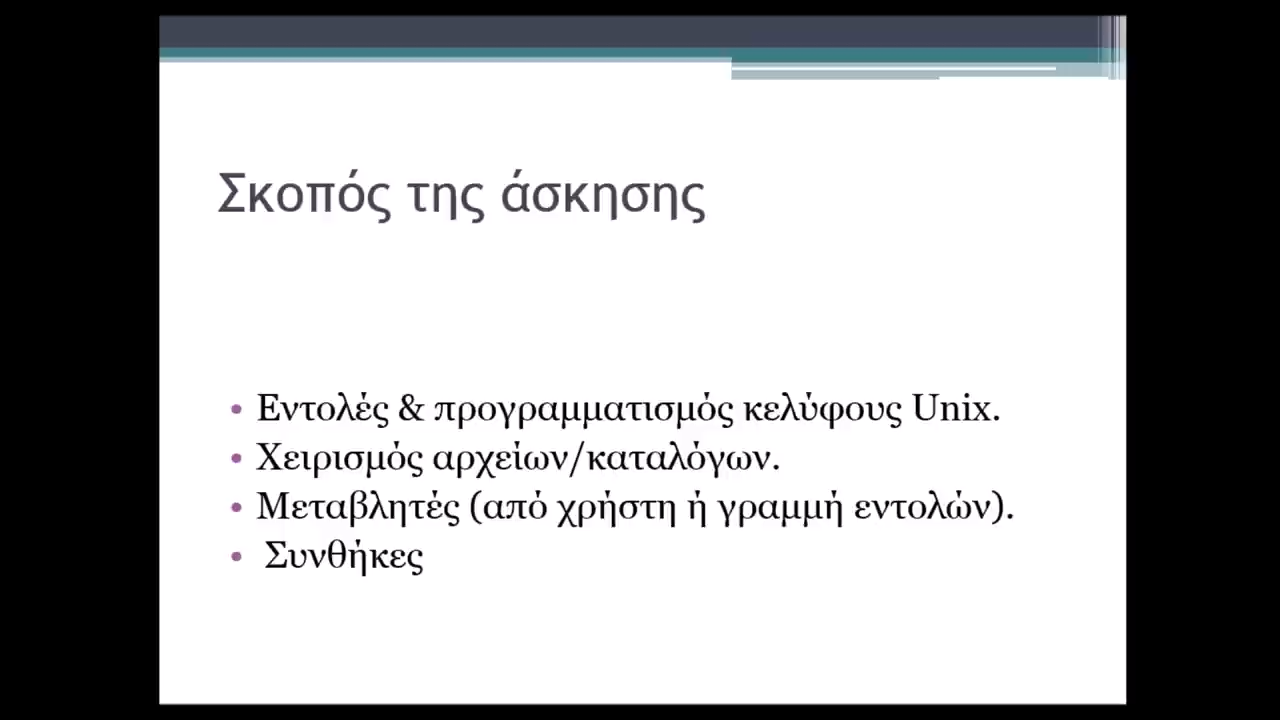 Σκοπός της άσκησης
• Εντολές & προγραμματισμός κελύφους Unix.
• Χειρισμός αρχείων/καταλόγων.
• Μεταβλητές (από χρήστη ή γραμμή εντολών).
• Συνθήκες